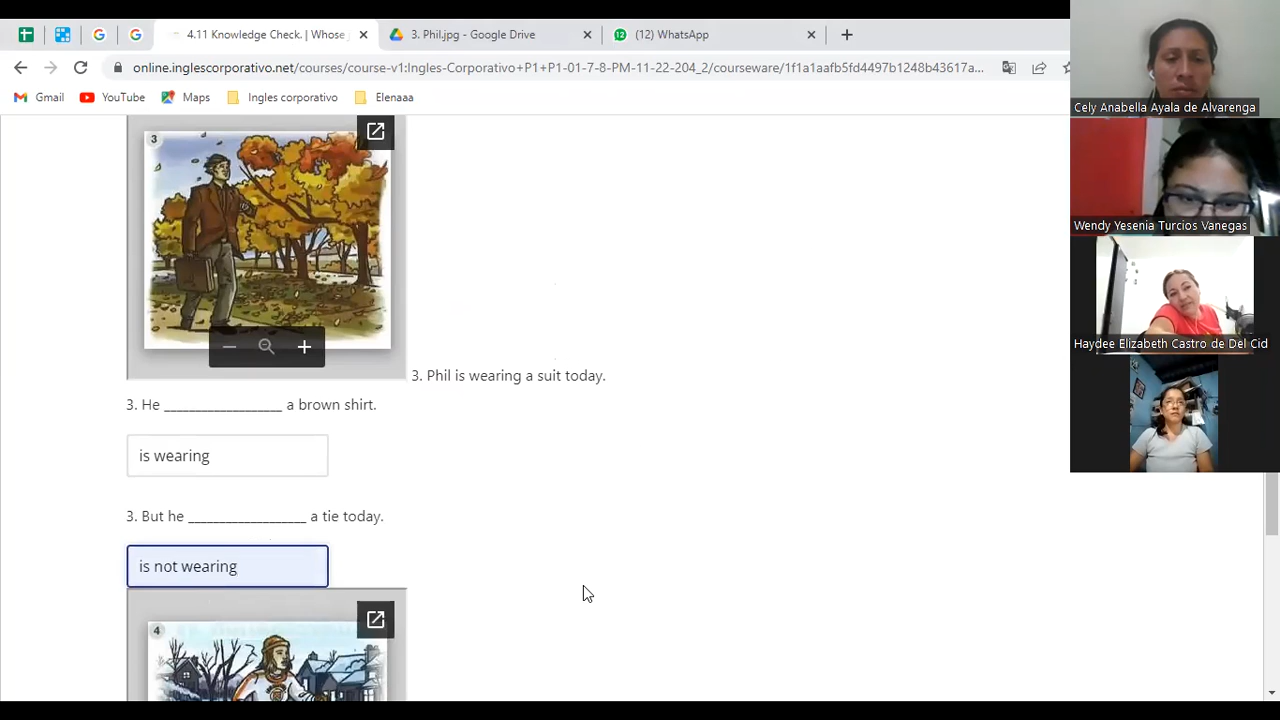 4.11 Knowledge Check. | Whose
3. Phil.jpg - Google Drive
(12) WhatsApp
online.inglescorporativo.net/courses/course-v1:Ingles-Corporativo+P1+P1-01-7-8-PM-11-22-204_2/courseware/1f1a1aafb5fd4497b1248b43617a...
Gmail
YouTube
Maps
Ingles corporativo
Elenaaa
3
3. Phil is wearing a suit today.
3. He __________________ a brown shirt.
is wearing
3. But he __________________ a tie today.
is not wearing
4
Cely Anabella Ayala de Alvarenga
Wendy Yesenia Turcios Vanegas
Haydee Elizabeth Castro de Del Cid